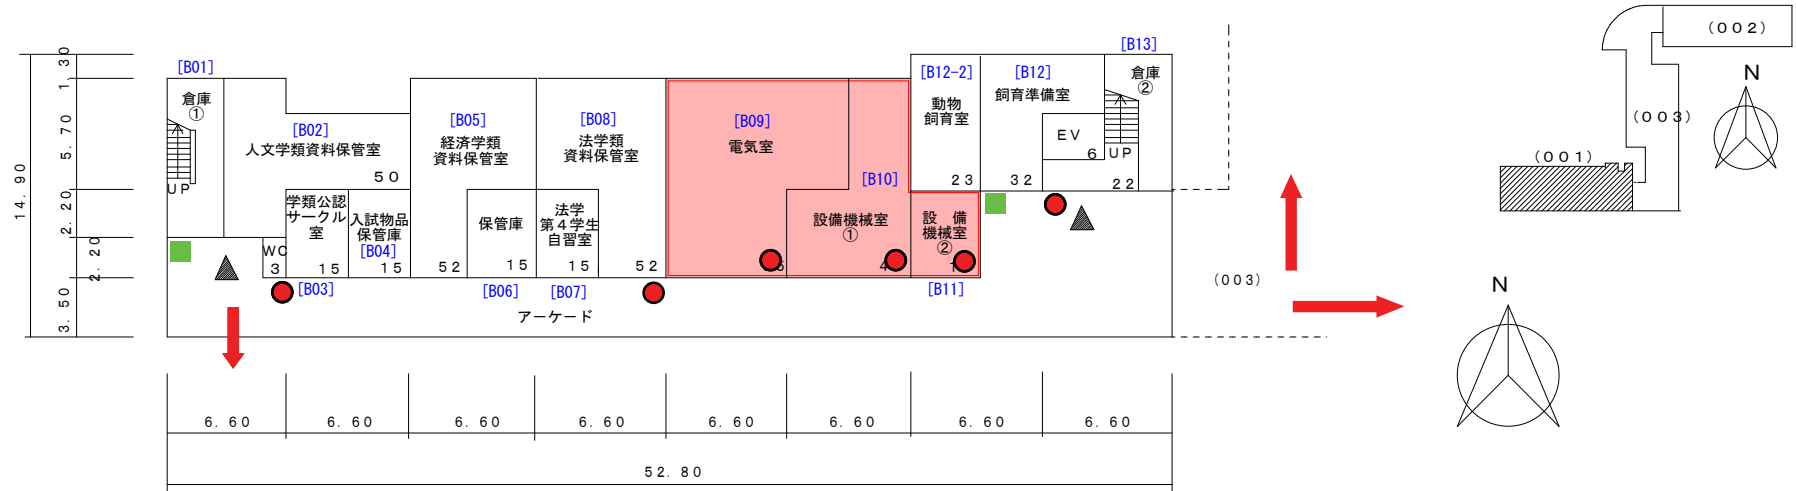 [B01]
倉庫
①
UP
[B02]
人文学類資料保管室
50
学類公認
サークル
室
15
入試物品
保管庫
[B04]
15
WC
3
[B03]
[B05]
経済学類
資料保管室
52
保管庫
15
[B06]
[B08]
法学類
資料保管室
法学
第4学生
自習室
15
52
[B07]
[B09]
電気室
[B10]
設備機械室
①
設 備
機械室
②
[B11]
[B12-2]
動物
飼育室
23
[B12]
飼育準備室
32
EV
6
[B13]
倉庫
②
UP
22
アーケード
(003)
1.30
5.70
2.20
2.20
3.50
14.90
6.60
6.60
6.60
6.60
6.60
6.60
6.60
6.60
52.80
N
(002)
N
(003)
(001)